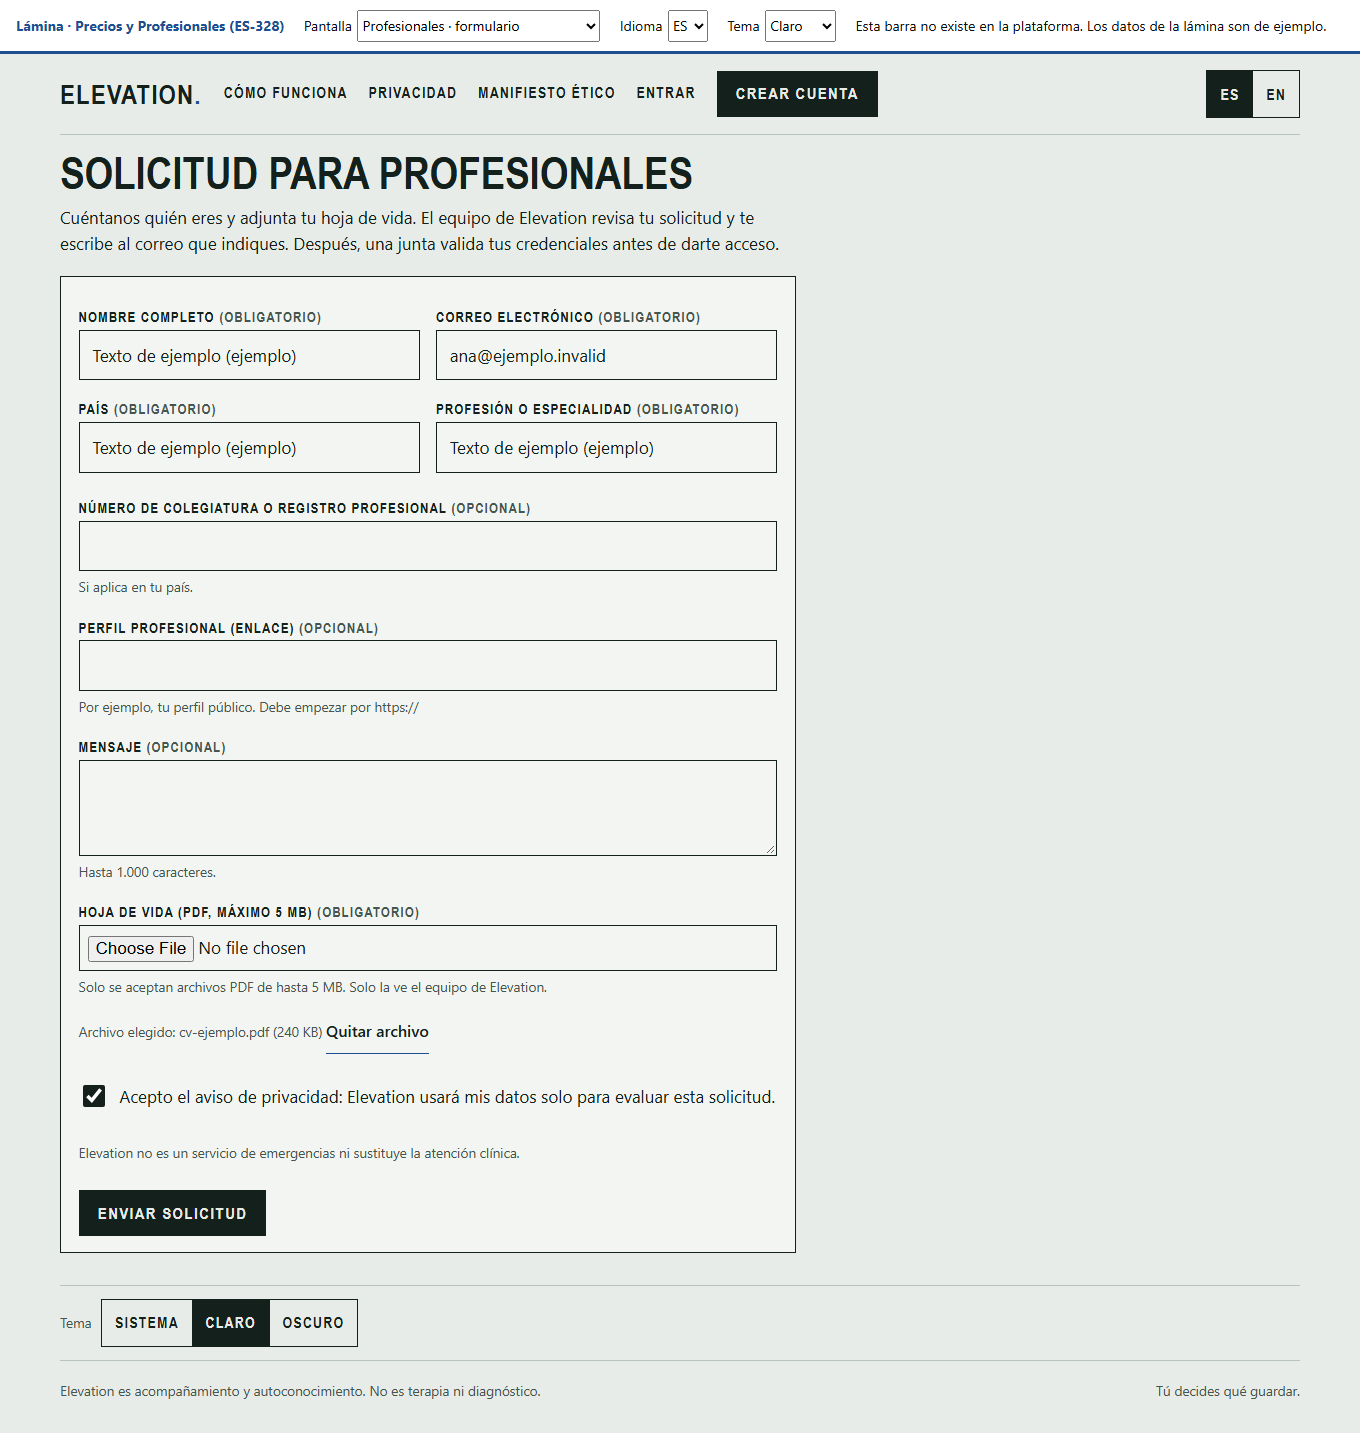 Lámina · Precios y Profesionales (ES-328) Pantalla Profesionales · formulario Idioma ES Tema Claro Esta barra no existe en la plataforma. Los datos de la lámina son de ejemplo.
ELEVATION. CÓMO FUNCIONA PRIVACIDAD MANIFIESTO ÉTICO ENTRAR CREAR CUENTA ES EN
SOLICITUD PARA PROFESIONALES
Cuéntanos quién eres y adjunta tu hoja de vida. El equipo de Elevation revisa tu solicitud y te
escribe al correo que indiques. Después, una junta valida tus credenciales antes de darte acceso.
NOMBRE COMPLETO (OBLIGATORIO) CORREO ELECTRÓNICO (OBLIGATORIO)
Texto de ejemplo (ejemplo) ana@ejemplo.invalid
PAÍS (OBLIGATORIO) PROFESIÓN O ESPECIALIDAD (OBLIGATORIO)
Texto de ejemplo (ejemplo) Texto de ejemplo (ejemplo)
NÚMERO DE COLEGIATURA O REGISTRO PROFESIONAL (OPCIONAL)
Si aplica en tu país.
PERFIL PROFESIONAL (ENLACE) (OPCIONAL)
Por ejemplo, tu perfil público. Debe empezar por https://
MENSAJE (OPCIONAL)
Hasta 1.000 caracteres.
HOJA DE VIDA (PDF, MÁXIMO 5 MB) (OBLIGATORIO)
Choose File No file chosen
Solo se aceptan archivos PDF de hasta 5 MB. Solo la ve el equipo de Elevation.
Archivo elegido: cv-ejemplo.pdf (240 KB) Quitar archivo
Acepto el aviso de privacidad: Elevation usará mis datos solo para evaluar esta solicitud.
Elevation no es un servicio de emergencias ni sustituye la atención clínica.
ENVIAR SOLICITUD
Tema SISTEMA CLARO OSCURO
Elevation es acompañamiento y autoconocimiento. No es terapia ni diagnóstico. Tú decides qué guardar.